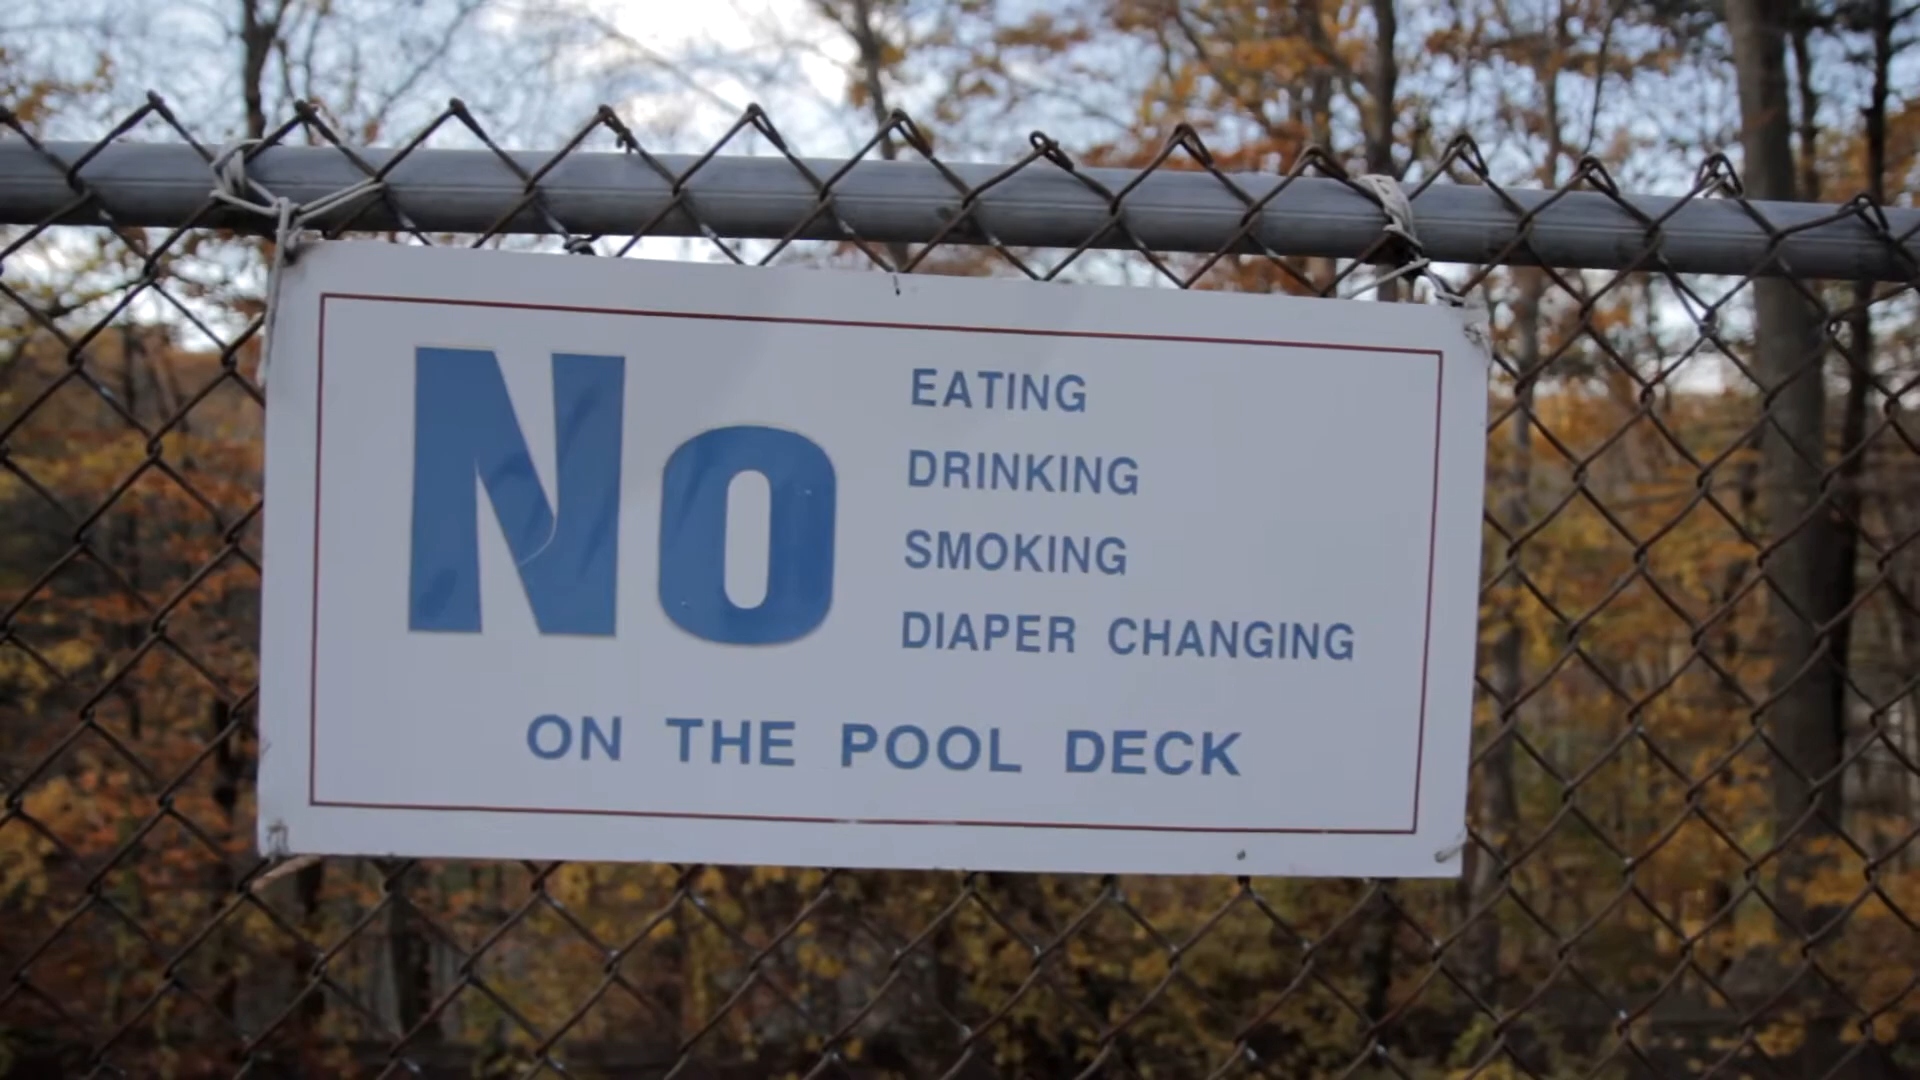 No
EATING
DRINKING
SMOKING
DIAPER CHANGING
ON THE POOL DECK